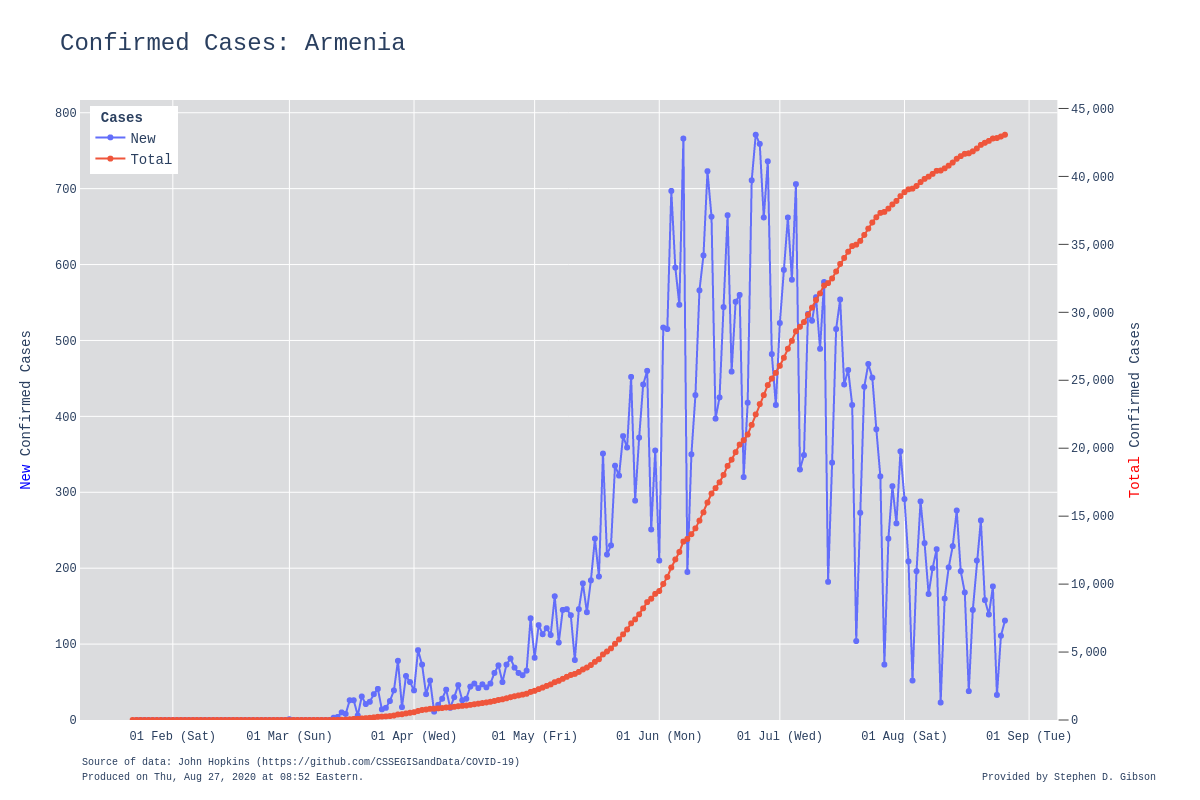 Confirmed Cases: Armenia
Cases
New
Total
800
700
600
500
400
300
200
100
0
New Confirmed Cases
45,000
40,000
35,000
30,000
25,000
20,000
15,000
10,000
5,000
0
Total Confirmed Cases
01 Feb (Sat) 01 Mar (Sun) 01 Apr (Wed) 01 May (Fri) 01 Jun (Mon) 01 Jul (Wed) 01 Aug (Sat) 01 Sep (Tue)
Source of data: John Hopkins (https://github.com/CSSEGISandData/COVID-19)
Produced on Thu, Aug 27, 2020 at 08:52 Eastern.
Provided by Stephen D. Gibson